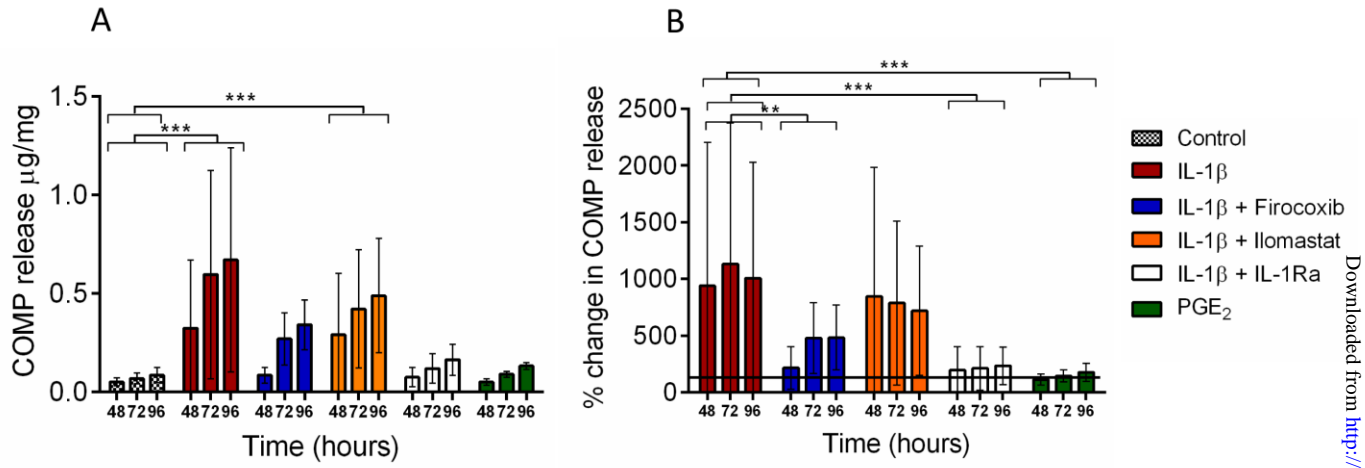 A
B
COMP release μg/mg
1.5
1.0
0.5
0.0
***
***
48 72 96 48 72 96 48 72 96 48 72 96 48 72 96 48 72 96
Time (hours)
% change in COMP release
2500
2000
1500
1000
500
0
***
***
**
48 72 96 48 72 96 48 72 96 48 72 96 48 72 96
Time (hours)
Control
IL-1β
IL-1β + Firocoxib
IL-1β + Ilomastat
IL-1β + IL-1Ra
PGE2
Downloaded from http://